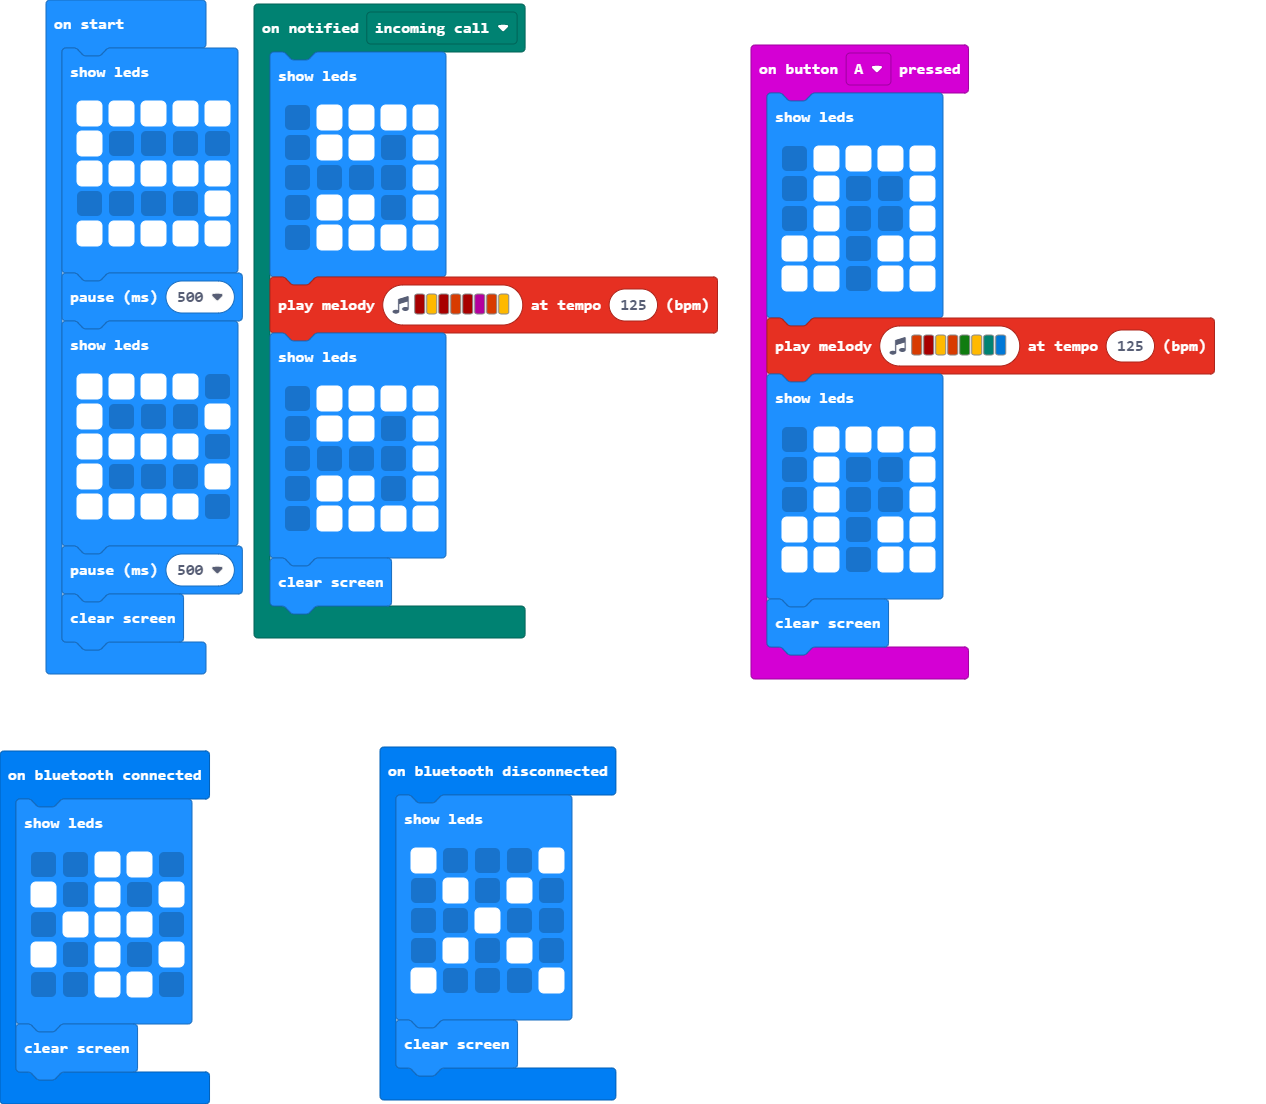 on start
show leds
pause (ms) 500
show leds
pause (ms) 500
clear screen
on notified incoming call
show leds
play melody at tempo 125 (bpm)
show leds
clear screen
on button A pressed
show leds
play melody at tempo 125 (bpm)
show leds
clear screen
on bluetooth connected
show leds
clear screen
on bluetooth disconnected
show leds
clear screen